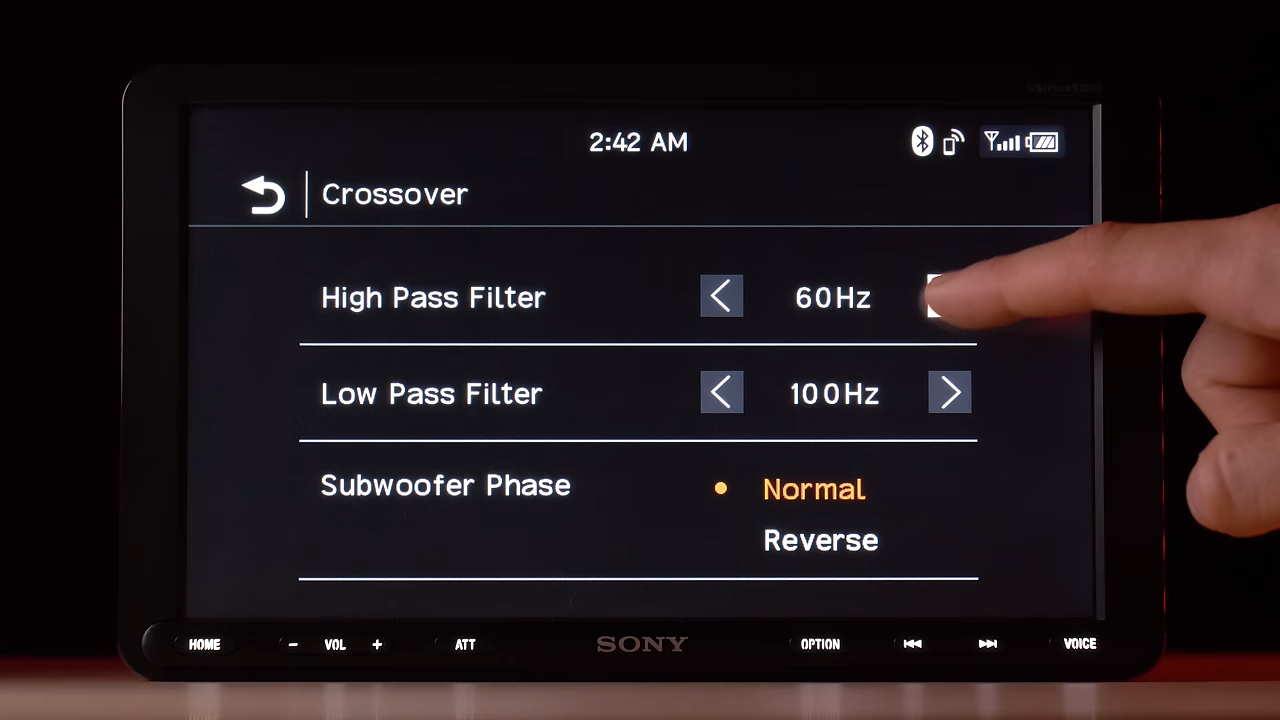 SiriusXM
2:42 AM
Crossover
High Pass Filter 60Hz
Low Pass Filter 100Hz
Subwoofer Phase Normal
Reverse
HOME - VOL + ATT SONY OPTION VOICE